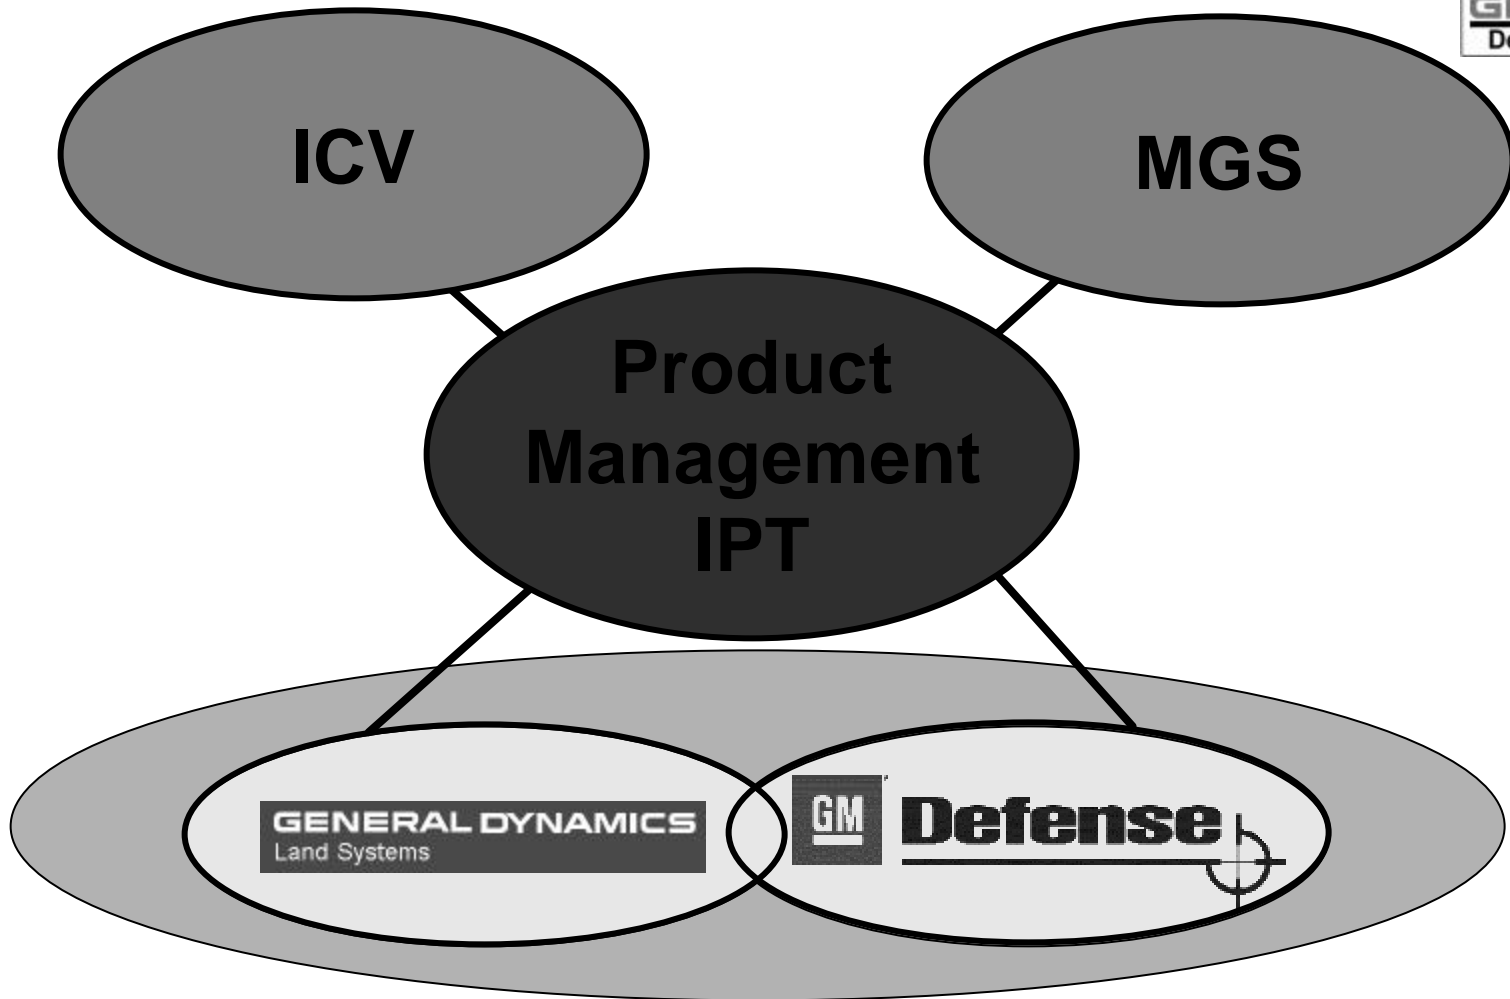 ICV
MGS
Product
Management
IPT
GENERAL DYNAMICS
Land Systems
GM
Defense